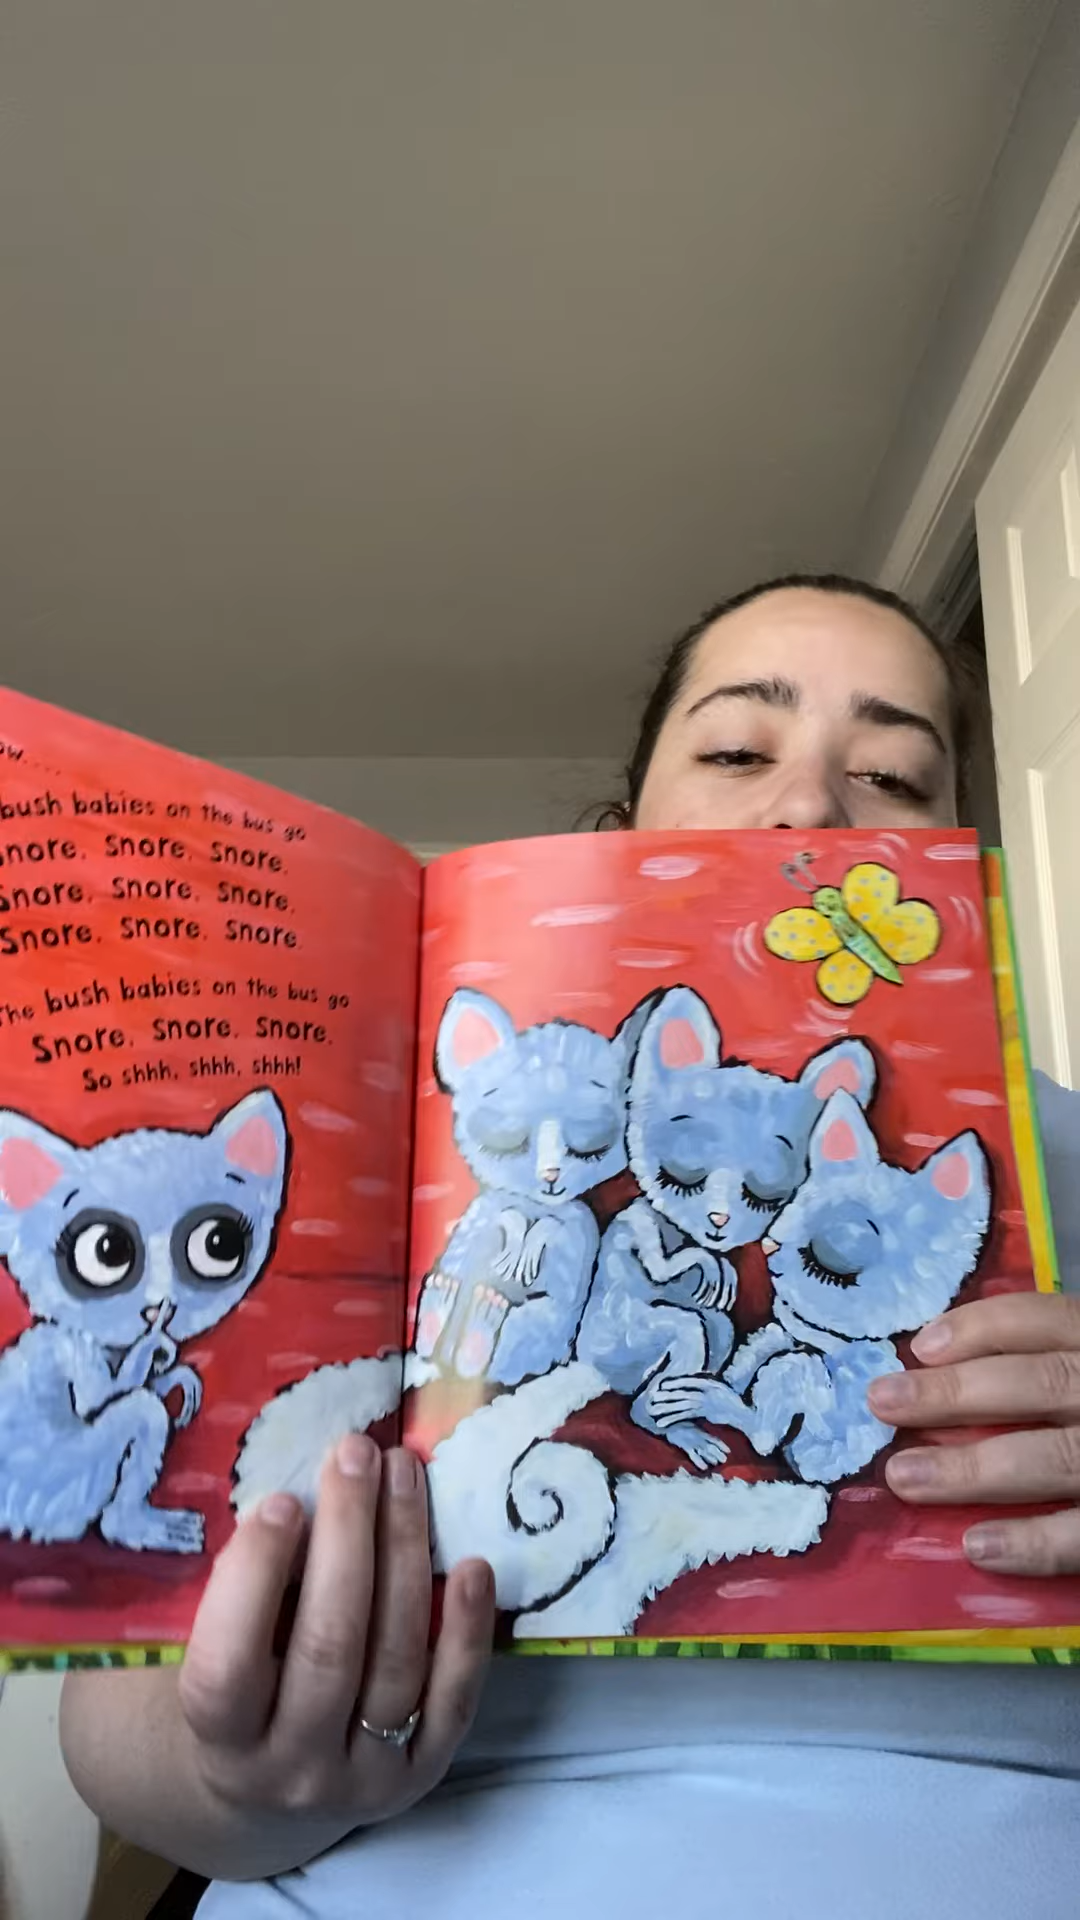 bush babies on the bus go
Snore, snore, snore,
Snore, snore, snore,
Snore, snore, snore.
The bush babies on the bus go
Snore, snore, snore,
So shhh, shhh, shhh!